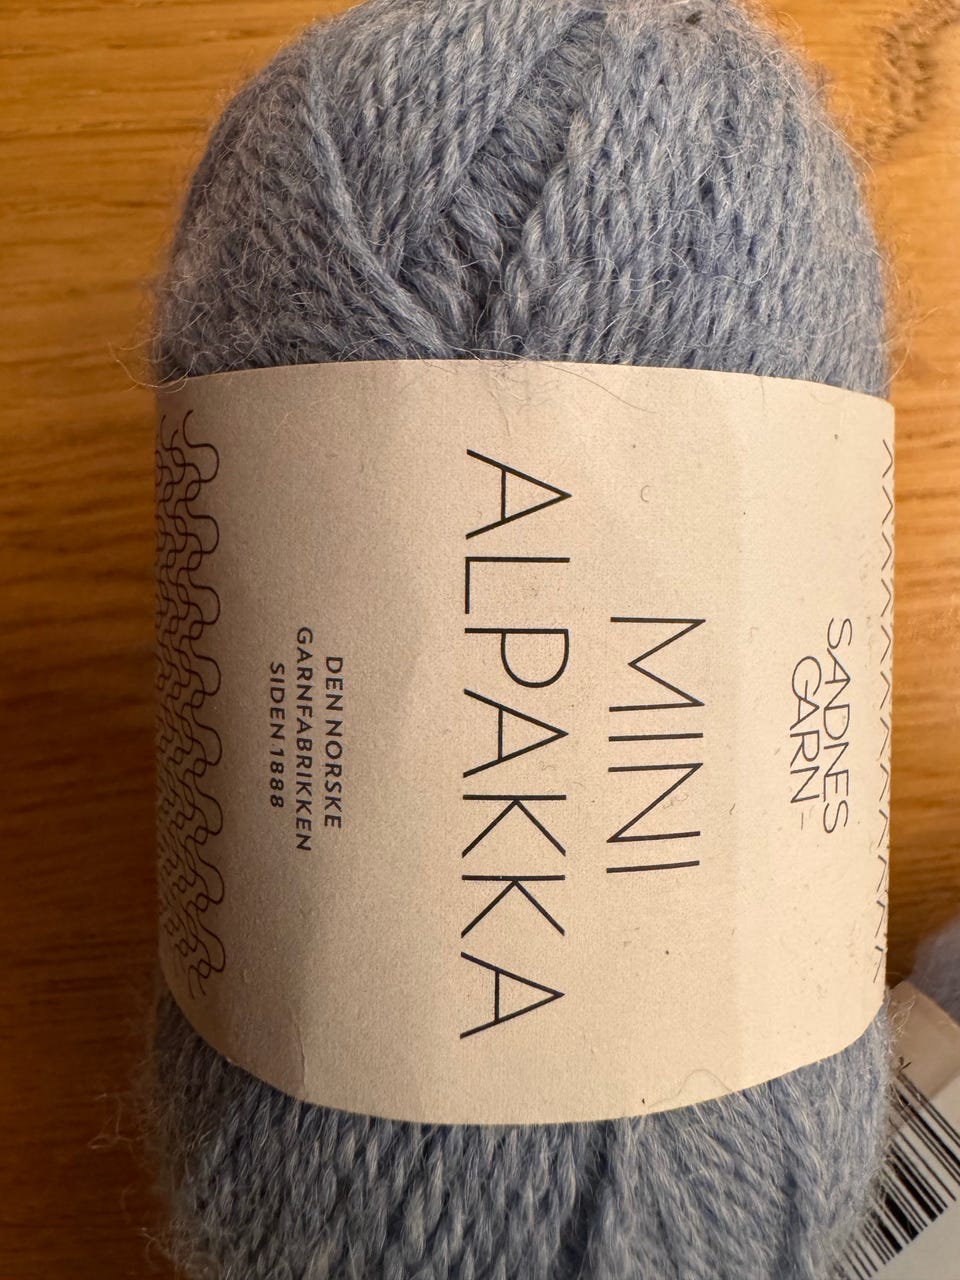 SANDNES
GARN
MINI
ALPAKKA
DEN NORSKE
GARNFABRIKKEN
SIDEN 1888